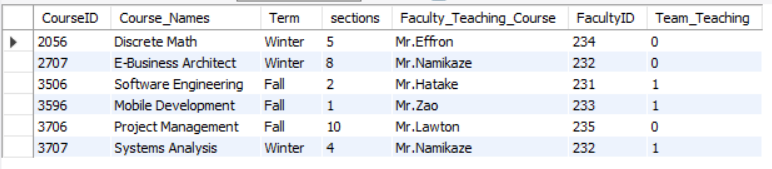 CourseID Course_Names Term sections Faculty_Teaching_Course FacultyID Team_Teaching
2056 Discrete Math Winter 5 Mr.Effron 234 0
2707 E-Business Architect Winter 8 Mr.Namikaze 232 0
3506 Software Engineering Fall 2 Mr.Hatake 231 1
3596 Mobile Development Fall 1 Mr.Zao 233 1
3706 Project Management Fall 10 Mr.Lawton 235 0
3707 Systems Analysis Winter 4 Mr.Namikaze 232 1